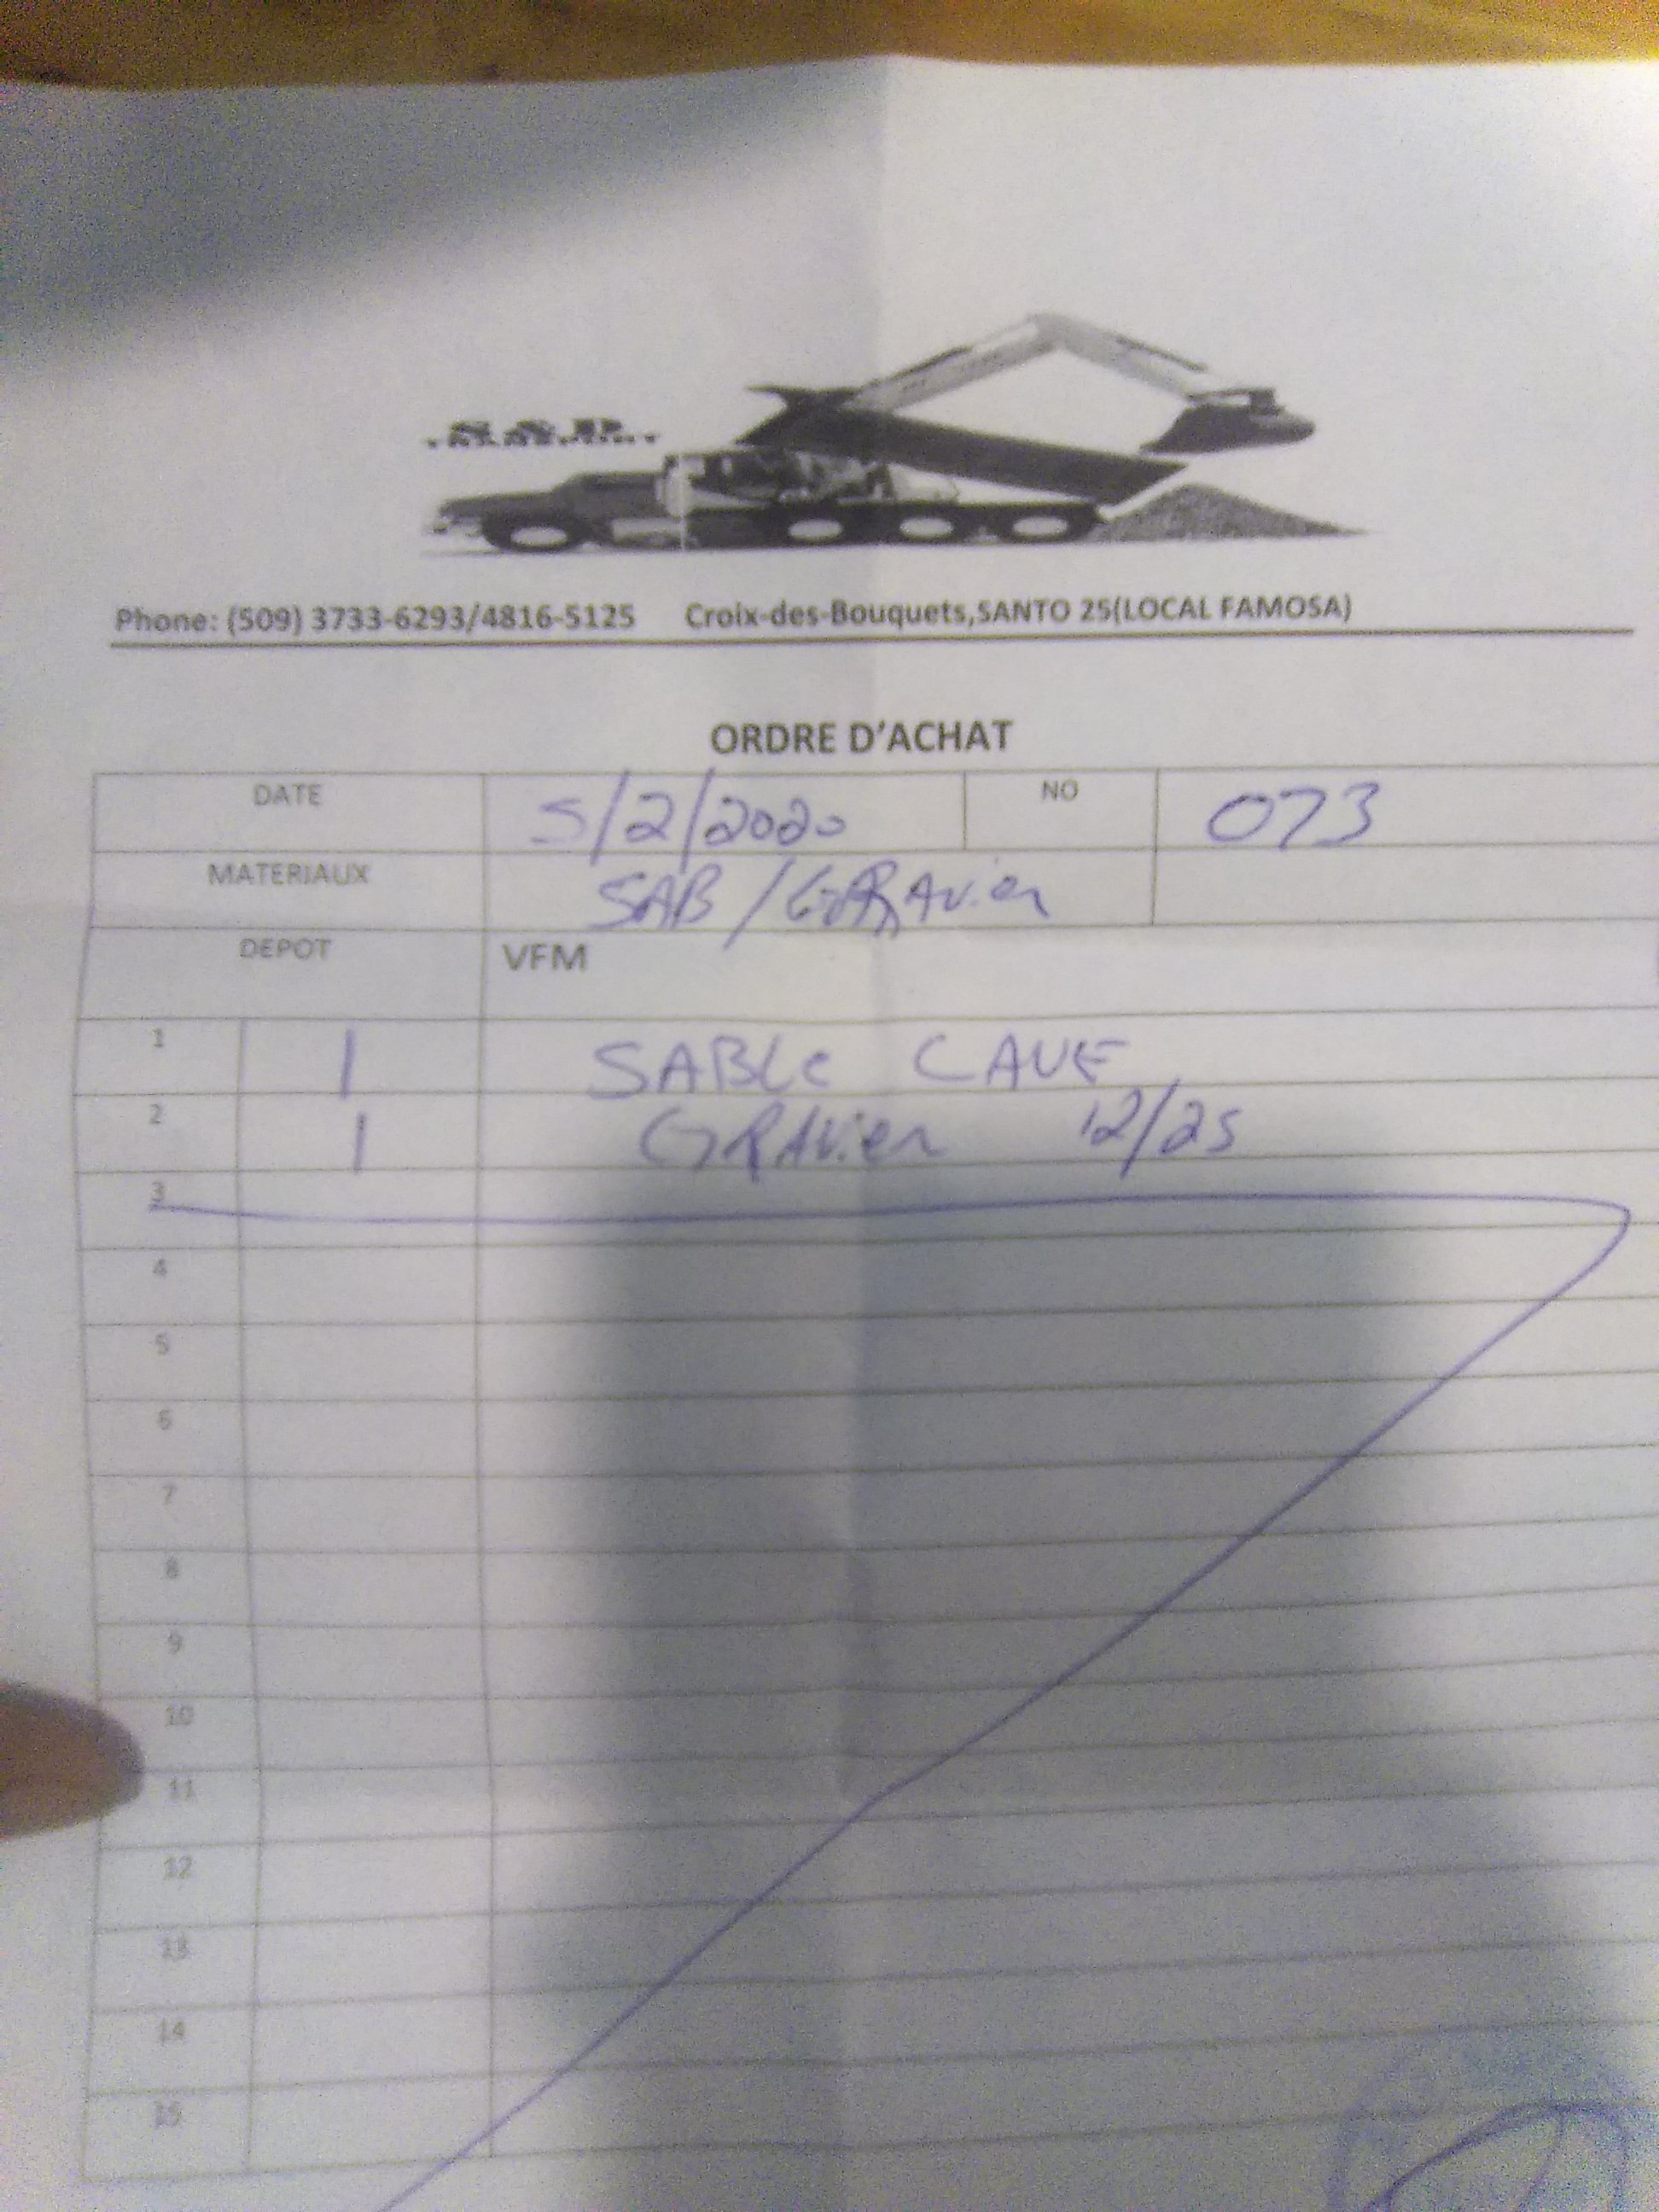 S & D
Phone: (509) 3733-6293/4816-5125 Croix-des-Bouquets,SANTO 25(LOCAL FAMOSA)
ORDRE D'ACHAT
DATE 5/2/2020 NO 073
MATERIAUX SAB/GRAvier
DEPOT VFM
1 1 SABLe CAVE
2 1 GRAvier 12/25
3
4
5
6
7
8
9
10
11
12
13
14
15